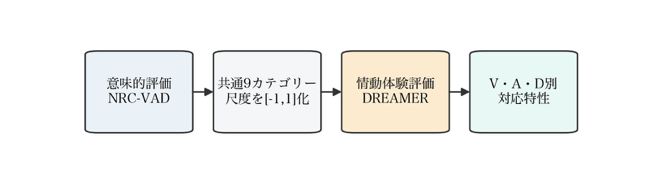 意味的評価
NRC-VAD
共通9カテゴリー
尺度を[-1,1]化
情動体験評価
DREAMER
V・A・D別
対応特性